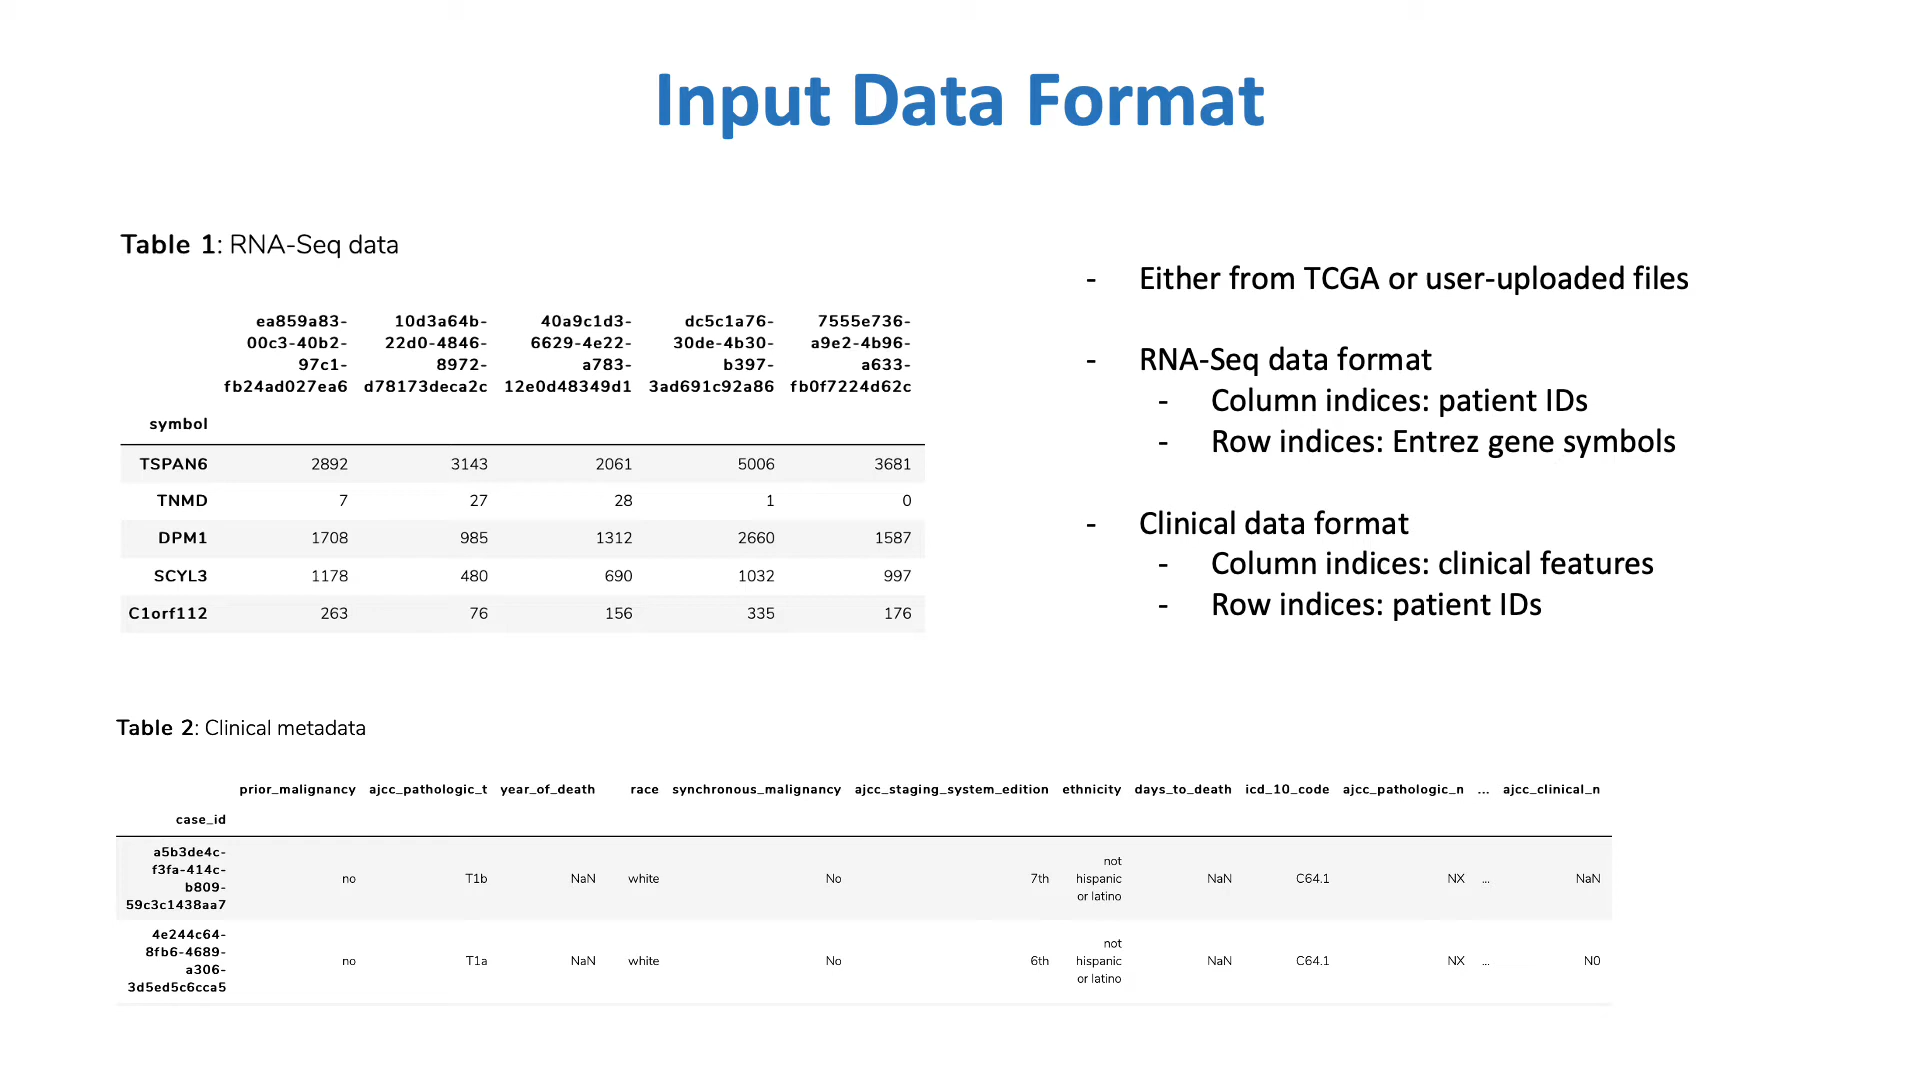 Input Data Format
Table 1: RNA-Seq data
ea859a83- 10d3a64b- 40a9c1d3- dc5c1a76- 7555e736-
00c3-40b2- 22d0-4846- 6629-4e22- 30de-4b30- a9e2-4b96-
97c1- 8972- a783- b397- a633-
fb24ad027ea6 d78173deca2c 12e0d48349d1 3ad691c92a86 fb0f7224d62c
symbol
TSPAN6 2892 3143 2061 5006 3681
TNMD 7 27 28 1 0
DPM1 1708 985 1312 2660 1587
SCYL3 1178 480 690 1032 997
C1orf112 263 76 156 335 176
- Either from TCGA or user-uploaded files
- RNA-Seq data format
- Column indices: patient IDs
- Row indices: Entrez gene symbols
- Clinical data format
- Column indices: clinical features
- Row indices: patient IDs
Table 2: Clinical metadata
prior_malignancy ajcc_pathologic_t year_of_death race synchronous_malignancy ajcc_staging_system_edition ethnicity days_to_death icd_10_code ajcc_pathologic_n ... ajcc_clinical_n
case_id
a5b3de4c-
f3fa-414c- not
b809- no T1b NaN white No 7th hispanic NaN C64.1 NX ... NaN
59c3c1438aa7 or latino
4e244c64-
8fb6-4689- not
a306- no T1a NaN white No 6th hispanic NaN C64.1 NX ... N0
3d5ed5c6cca5 or latino